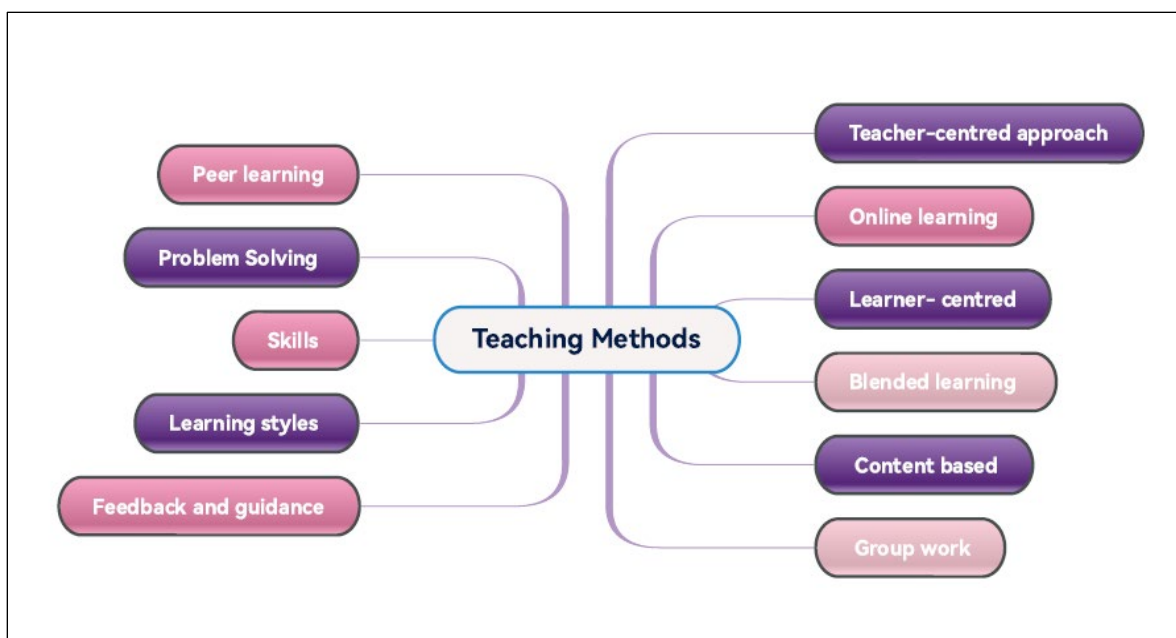 Teaching Methods
Peer learning
Problem Solving
Skills
Learning styles
Feedback and guidance
Teacher-centred approach
Online learning
Learner- centred
Blended learning
Content based
Group work